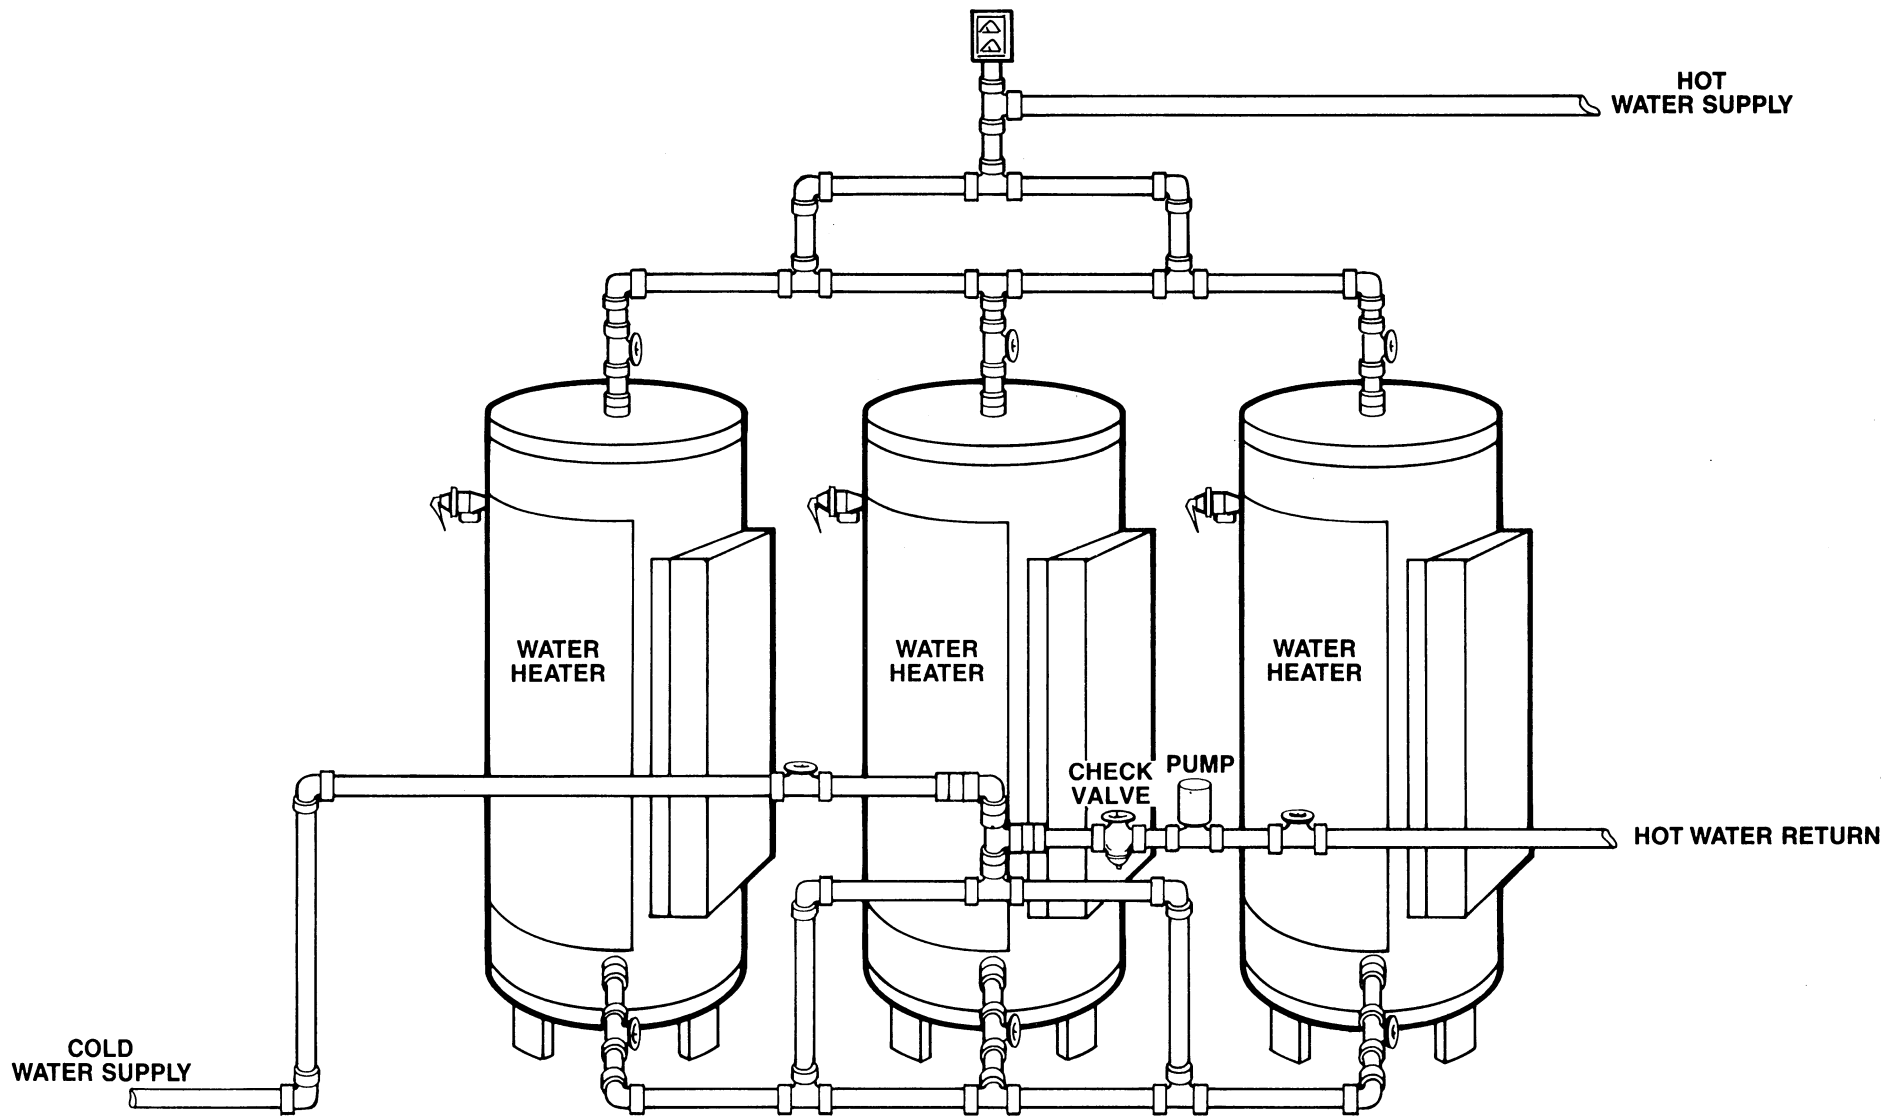 HOT
WATER SUPPLY
WATER
HEATER
WATER
HEATER
WATER
HEATER
CHECK
VALVE
PUMP
HOT WATER RETURN
COLD
WATER SUPPLY